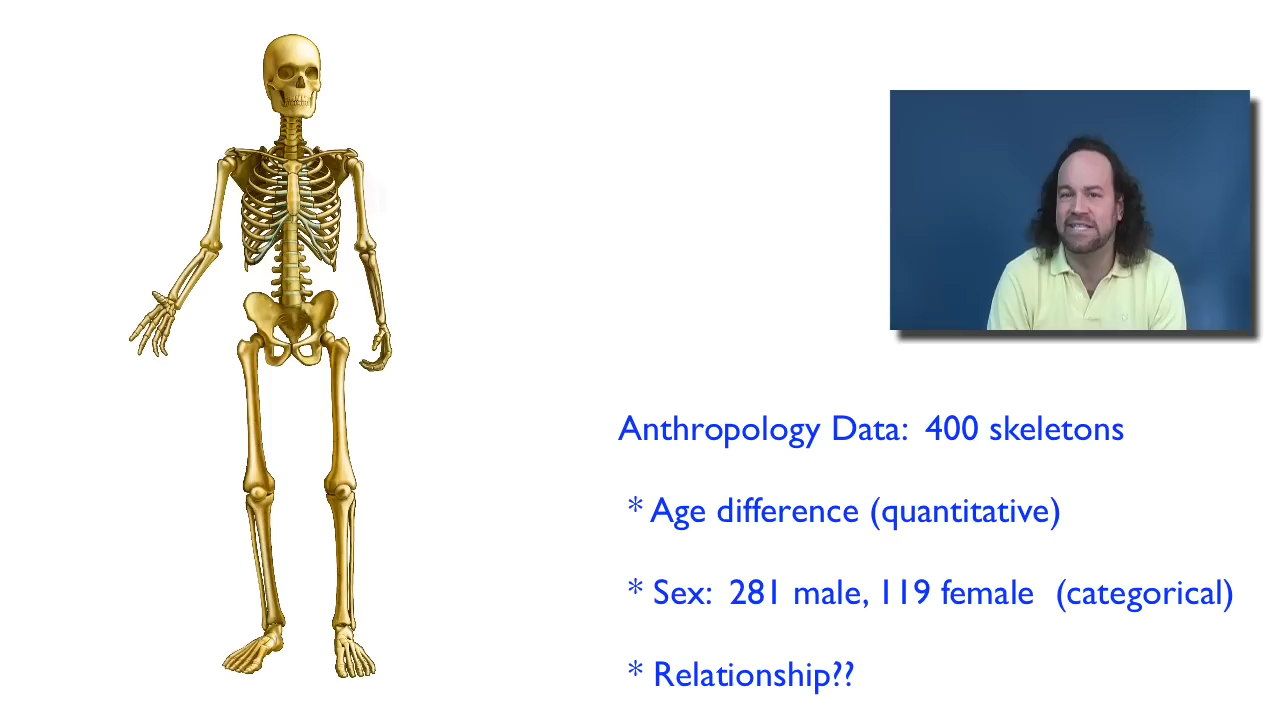 Anthropology Data: 400 skeletons
* Age difference (quantitative)
* Sex: 281 male, 119 female (categorical)
* Relationship??